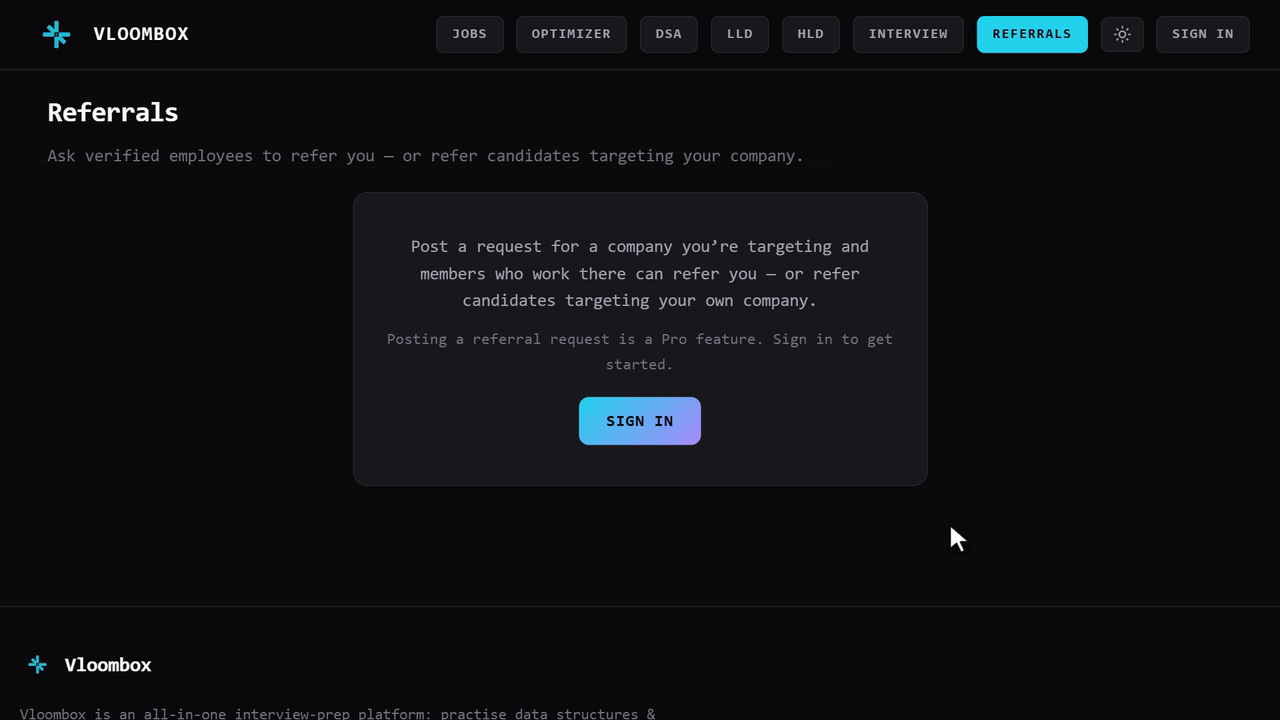 VLOOMBOX
JOBS
OPTIMIZER
DSA
LLD
HLD
INTERVIEW
REFERRALS
SIGN IN
Referrals
Ask verified employees to refer you — or refer candidates targeting your company.
Post a request for a company you’re targeting and
members who work there can refer you — or refer
candidates targeting your own company.
Posting a referral request is a Pro feature. Sign in to get
started.
SIGN IN
Vloombox
Vloombox is an all-in-one interview-prep platform: practise data structures &